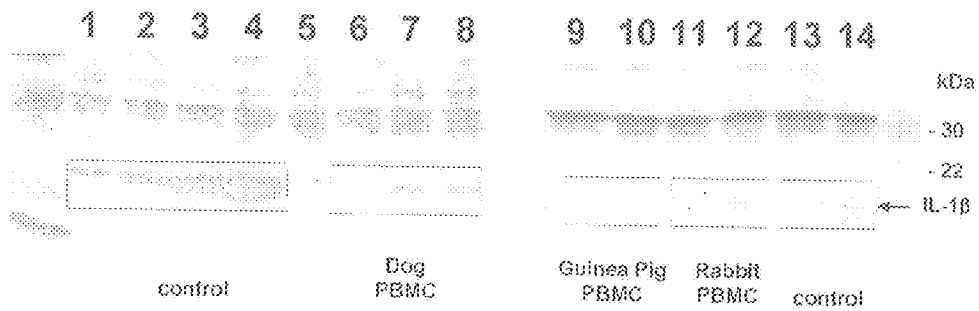 1 2 3 4 5 6 7 8 9 10 11 12 13 14
kDa
- 30
- 22
← IL-1β
control
Dog
PBMC
Guinea Pig
PBMC
Rabbit
PBMC
control